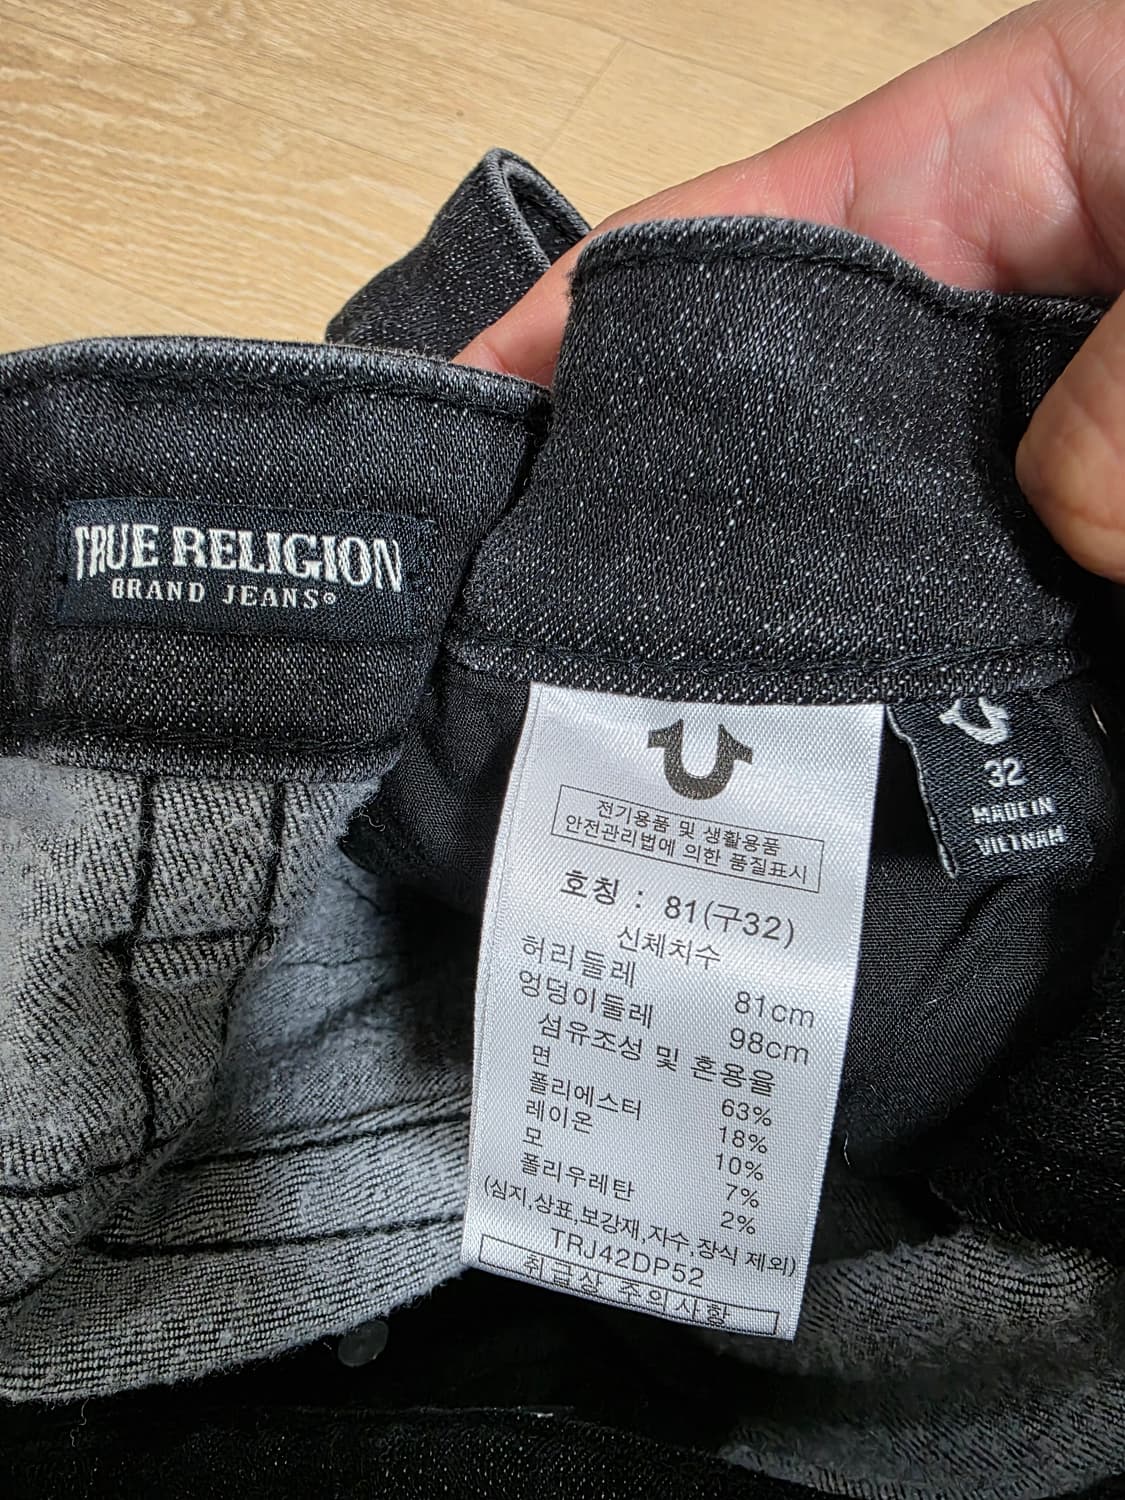 TRUE RELIGION
BRAND JEANS®
전기용품 및 생활용품
안전관리법에 의한 품질표시
호칭 : 81(구32)
신체치수
허리둘레 81cm
엉덩이둘레 98cm
섬유조성 및 혼용율
면 63%
폴리에스터 18%
레이온 10%
모 7%
폴리우레탄 2%
(심지,상표,보강재,자수,장식 제외)
TRJ42DP52
취급상 주의사항
32
MADE IN
VIETNAM